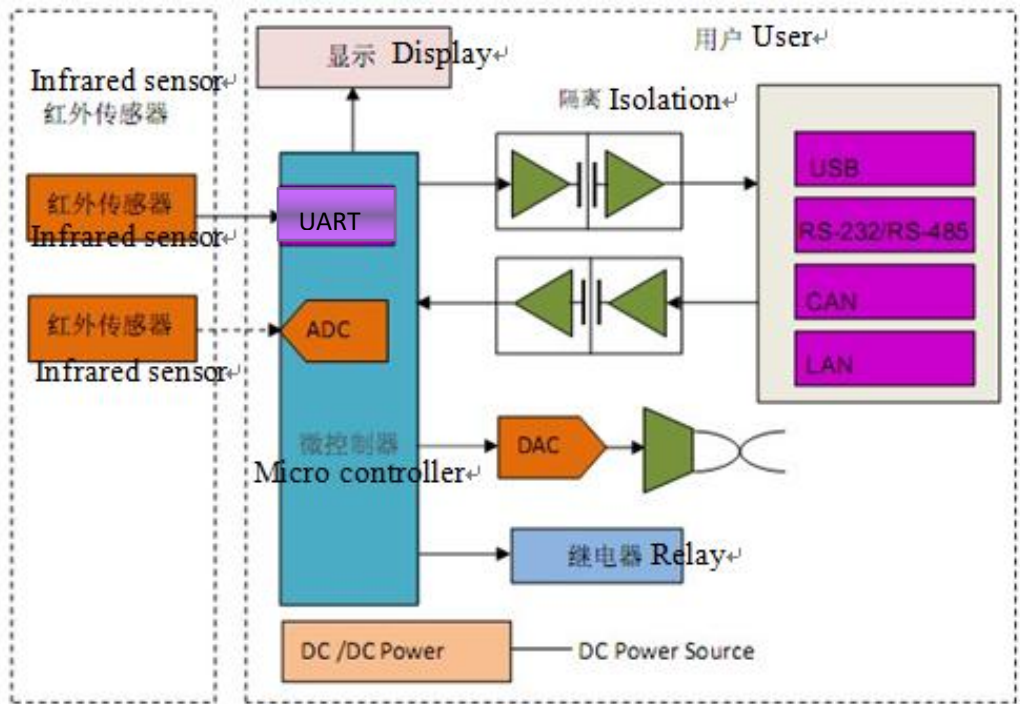 显示 Display↵
用户 User↵
Infrared sensor↵
红外传感器
隔离 Isolation↵
红外传感器
Infrared sensor↵
UART
USB
RS-232/RS-485
红外传感器
Infrared sensor↵
ADC
CAN
LAN
微控制器
Micro controller↵
DAC
继电器 Relay↵
DC /DC Power
DC Power Source